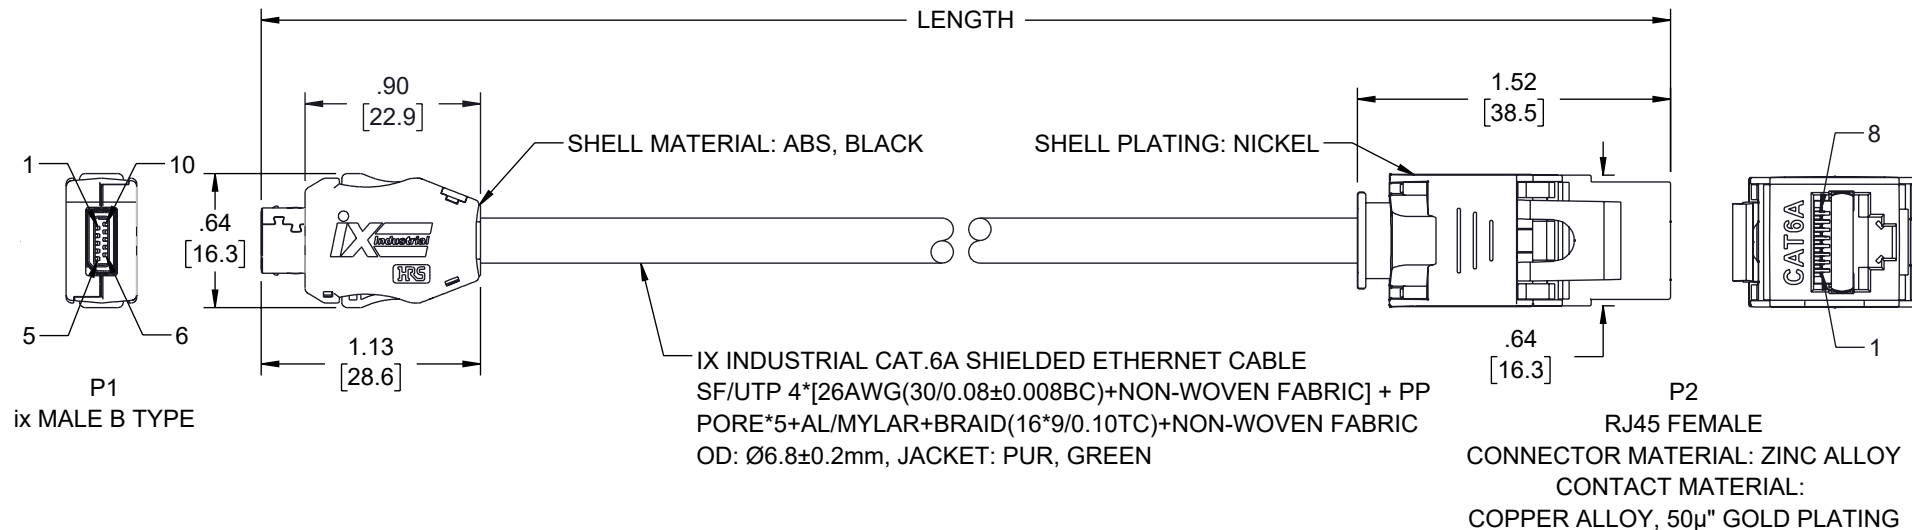 LENGTH
.90
[22.9]
1.52
[38.5]
SHELL MATERIAL: ABS, BLACK
SHELL PLATING: NICKEL
1
10
8
.64
[16.3]
ix
Industrial
HRS
CAT6A
5
6
1
1.13
[28.6]
.64
[16.3]
IX INDUSTRIAL CAT.6A SHIELDED ETHERNET CABLE
SF/UTP 4*[26AWG(30/0.08±0.008BC)+NON-WOVEN FABRIC] + PP
PORE*5+AL/MYLAR+BRAID(16*9/0.10TC)+NON-WOVEN FABRIC
OD: Ø6.8±0.2mm, JACKET: PUR, GREEN
P1
ix MALE B TYPE
P2
RJ45 FEMALE
CONNECTOR MATERIAL: ZINC ALLOY
CONTACT MATERIAL:
COPPER ALLOY, 50µ" GOLD PLATING